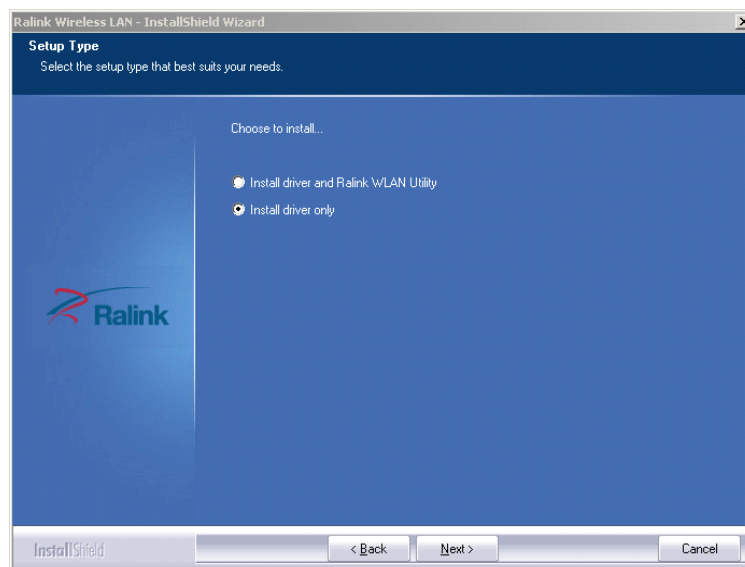 Ralink Wireless LAN - InstallShield Wizard
Setup Type
Select the setup type that best suits your needs.
Choose to install...
Install driver and Ralink WLAN Utility
Install driver only
Ralink
InstallShield
< Back
Next >
Cancel